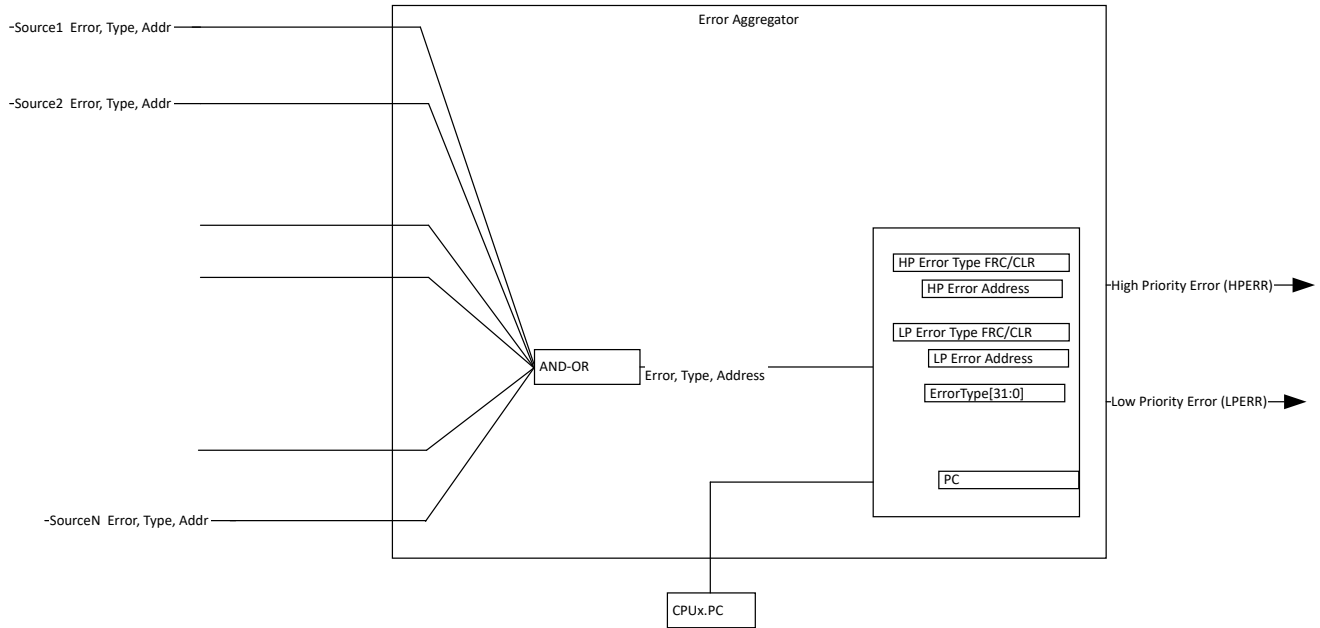 Error Aggregator
-Source1 Error, Type, Addr
-Source2 Error, Type, Addr
HP Error Type FRC/CLR
HP Error Address
High Priority Error (HPERR)
LP Error Type FRC/CLR
LP Error Address
AND-OR
Error, Type, Address
ErrorType[31:0]
Low Priority Error (LPERR)
PC
-SourceN Error, Type, Addr
CPUx.PC